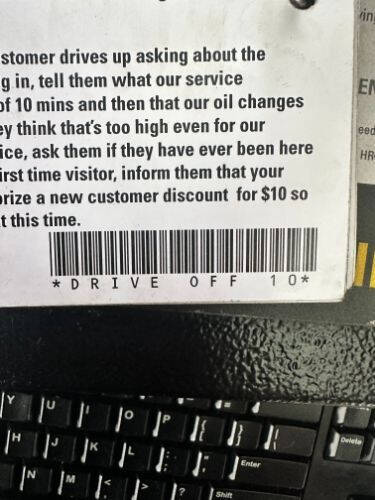 stomer drives up asking about the
g in, tell them what our service
of 10 mins and then that our oil changes
ey think that's too high even for our
ice, ask them if they have ever been here
irst time visitor, inform them that your
orize a new customer discount for $10 so
t this time.
*DRIVE OFF 10*
Y U I O P { [ } ]
H J K L : ; " ' Enter
N M < , > . ? Shift
Delete